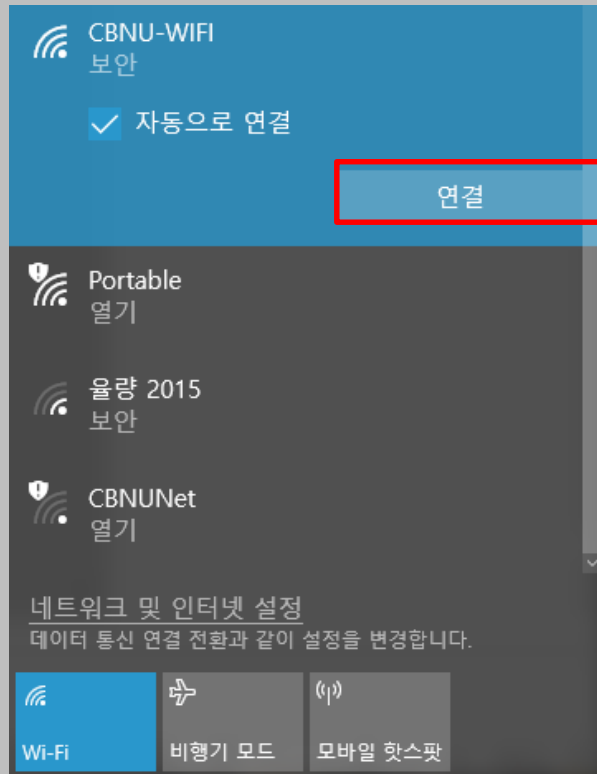 CBNU-WIFI
보안
자동으로 연결
연결
Portable
열기
율량 2015
보안
CBNUNet
열기
네트워크 및 인터넷 설정
데이터 통신 연결 전환과 같이 설정을 변경합니다.
Wi-Fi 비행기 모드 모바일 핫스팟